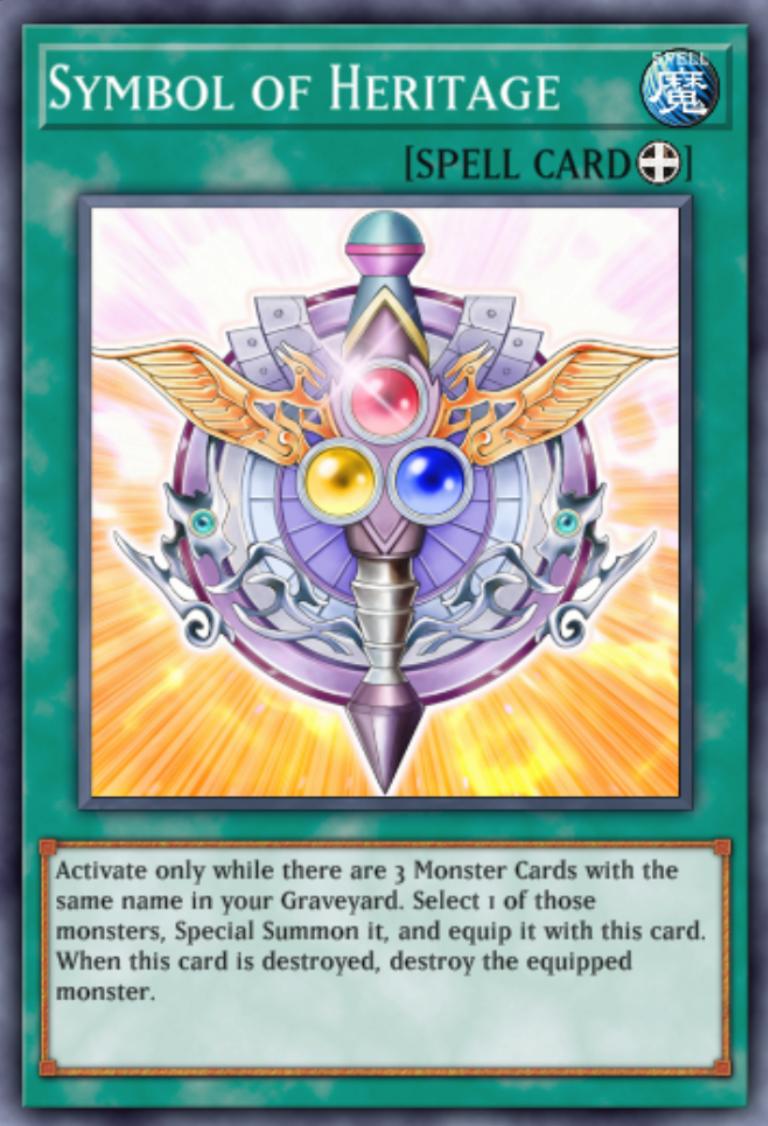 SYMBOL OF HERITAGE
SPELL
魔
[SPELL CARD]
Activate only while there are 3 Monster Cards with the
same name in your Graveyard. Select 1 of those
monsters, Special Summon it, and equip it with this card.
When this card is destroyed, destroy the equipped
monster.